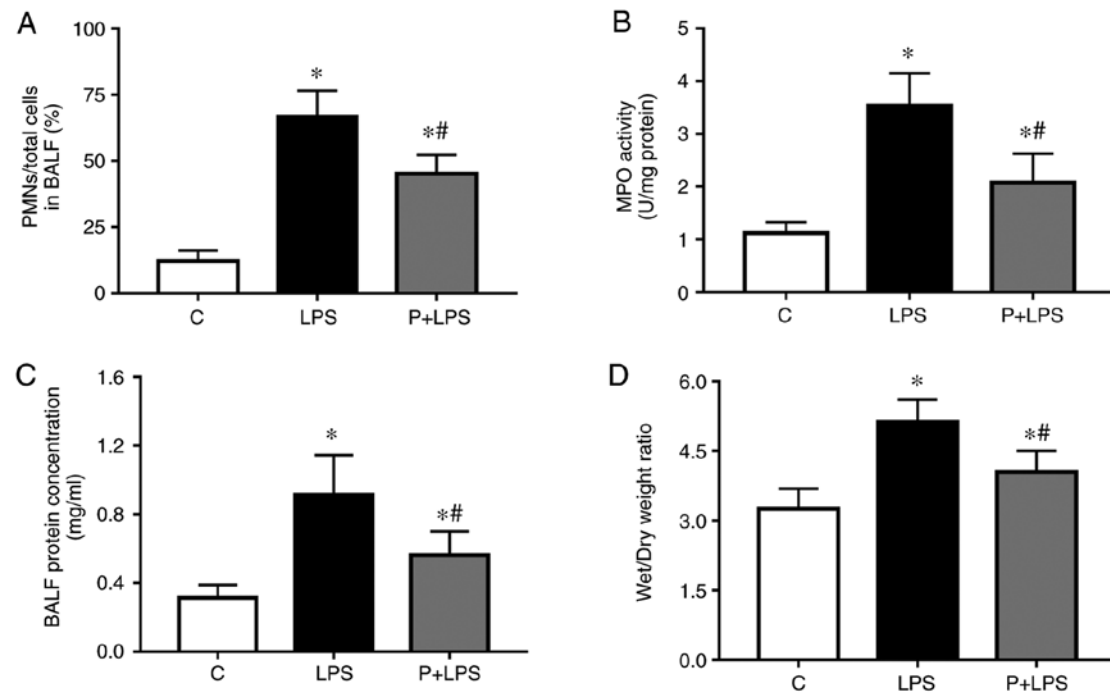 A
PMNs/total cells
in BALF (%)
100
75
50
25
0
*
*#
C
LPS
P+LPS
B
MPO activity
(U/mg protein)
5
4
3
2
1
0
*
*#
C
LPS
P+LPS
C
BALF protein concentration
(mg/ml)
1.6
1.2
0.8
0.4
0.0
*
*#
C
LPS
P+LPS
D
Wet/Dry weight ratio
6.0
4.5
3.0
1.5
0.0
*
*#
C
LPS
P+LPS